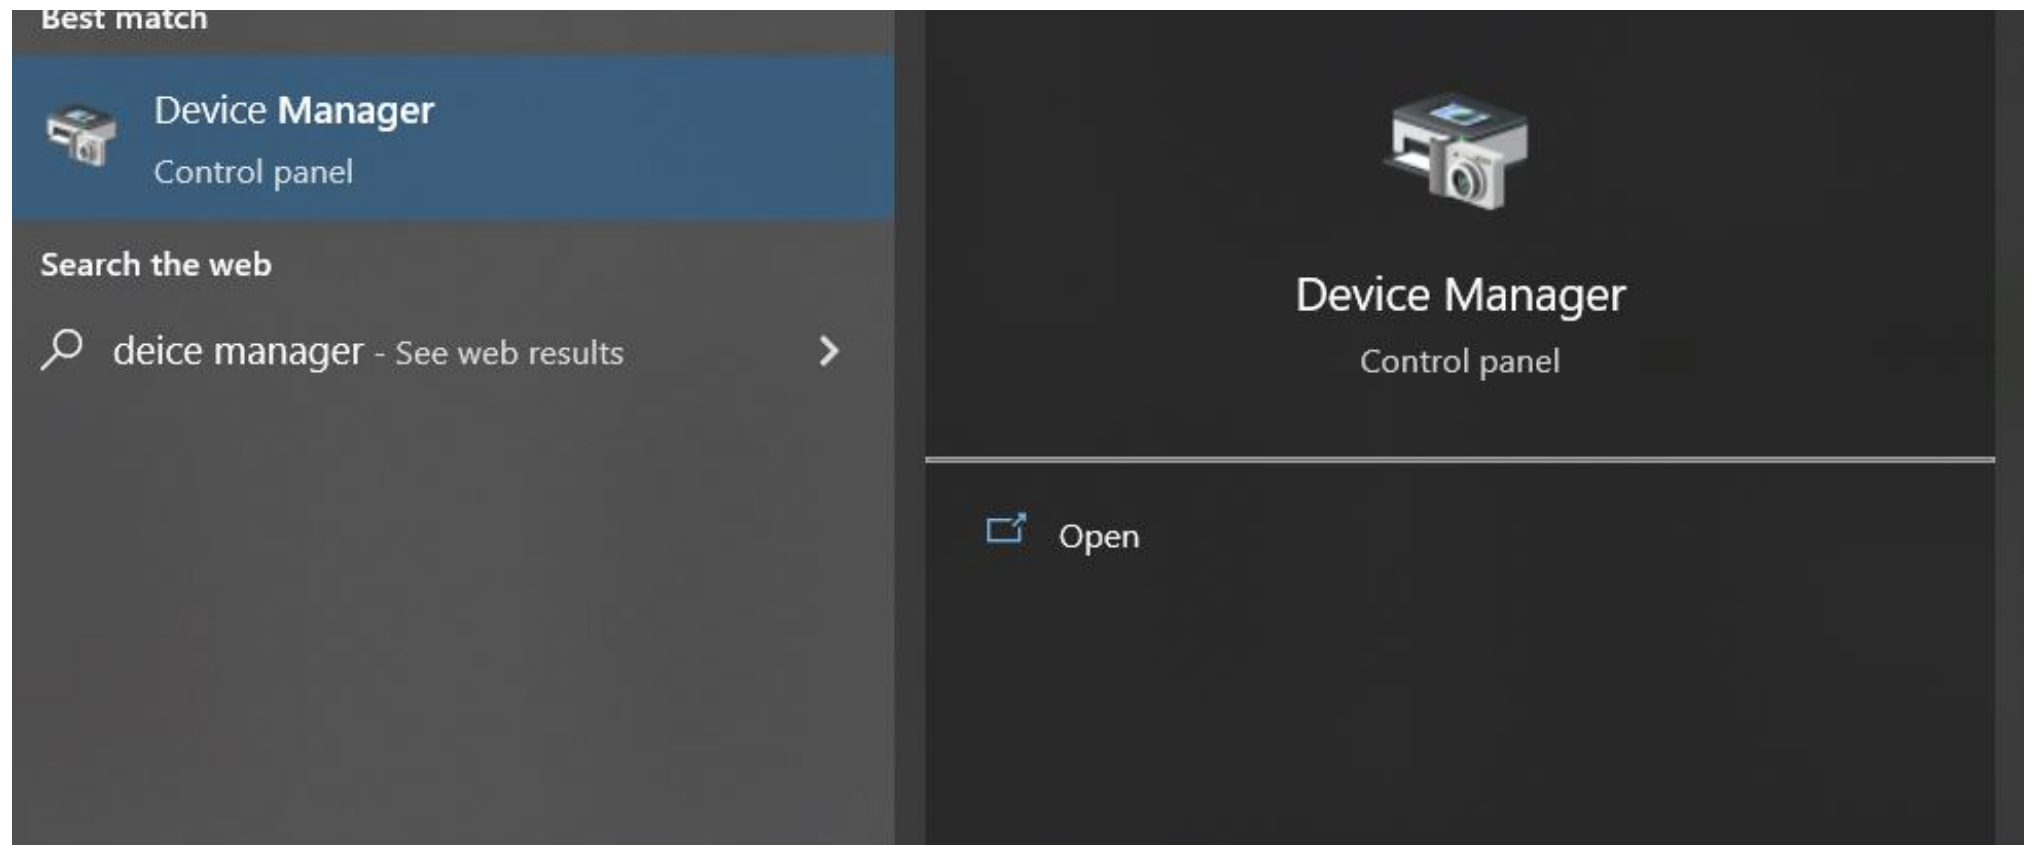 Best match
Device Manager
Control panel
Search the web
deice manager - See web results
Device Manager
Control panel
Open